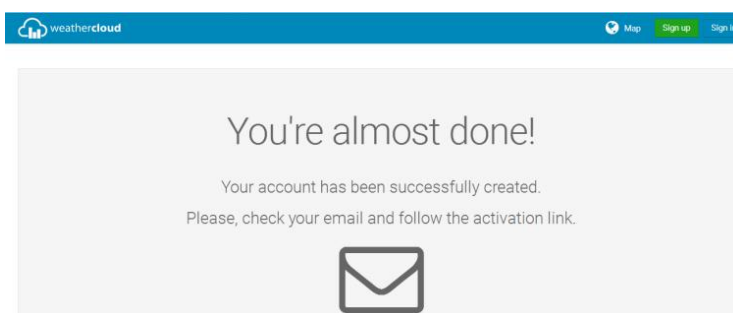 weathercloud
Map Sign up Sign
You're almost done!
Your account has been successfully created.
Please, check your email and follow the activation link.